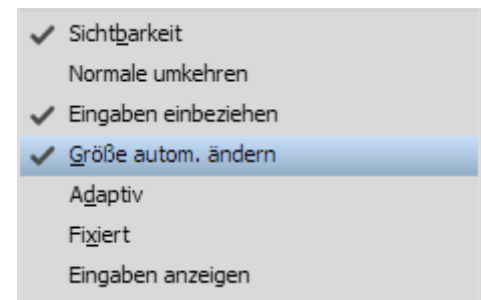 Sichtbarkeit
Normale umkehren
Eingaben einbeziehen
Größe autom. ändern
Adaptiv
Fixiert
Eingaben anzeigen